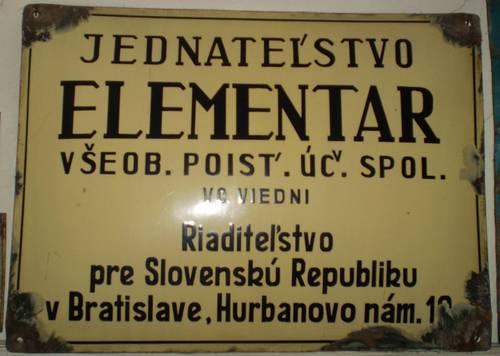 JEDNATEĽSTVO
ELEMENTAR
VŠEOB. POISŤ. ÚČ. SPOL.
VO VIEDNI
Riaditeľstvo
pre Slovenskú Republiku
v Bratislave, Hurbanovo nám.